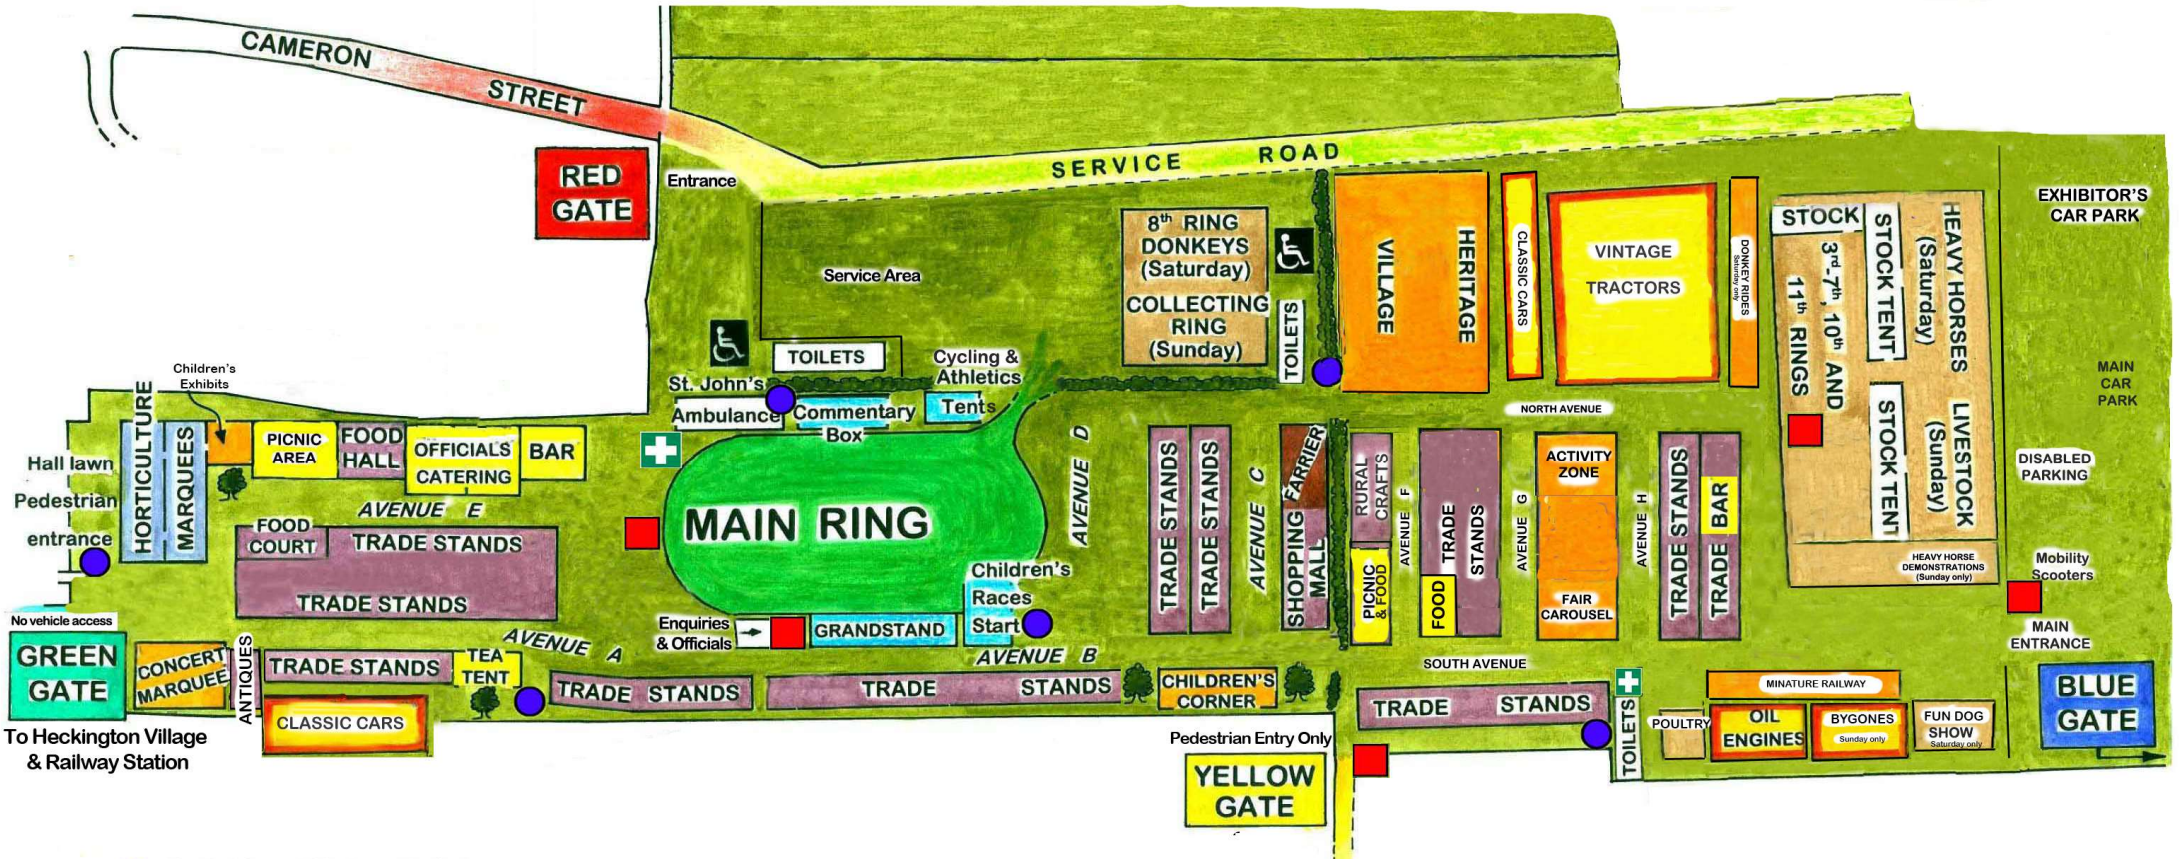 CAMERON STREET
RED
GATE
Entrance
SERVICE ROAD
Service Area
TOILETS
St. John's
Ambulance
Commentary
Box
Cycling &
Athletics
Tents
8th RING
DONKEYS
(Saturday)
COLLECTING
RING
(Sunday)
TOILETS
HERITAGE
VILLAGE
CLASSIC CARS
VINTAGE
TRACTORS
DONKEY RIDES
Saturday only
STOCK
3rd-7th, 10th AND
11th RINGS
STOCK TENT
STOCK TENT
HEAVY HORSES
(Saturday)
LIVESTOCK
(Sunday)
HEAVY HORSE
DEMONSTRATIONS
(Sunday only)
EXHIBITOR'S
CAR PARK
MAIN
CAR
PARK
DISABLED
PARKING
Mobility
Scooters
MAIN
ENTRANCE
BLUE
GATE
Children's
Exhibits
Hall lawn
Pedestrian
entrance
HORTICULTURE
MARQUEES
PICNIC
AREA
FOOD
HALL
OFFICIALS
CATERING
BAR
AVENUE E
FOOD
COURT
TRADE STANDS
TRADE STANDS
MAIN RING
Children's
Races
Start
Enquiries
& Officials
GRANDSTAND
AVENUE A
AVENUE B
AVENUE D
TRADE STANDS
TRADE STANDS
AVENUE C
FARRIER
SHOPPING
MALL
RURAL
CRAFTS
PICNIC
& FOOD
AVENUE F
TRADE
STANDS
FOOD
AVENUE G
NORTH AVENUE
ACTIVITY
ZONE
FAIR
CAROUSEL
AVENUE H
TRADE STANDS
TRADE
BAR
SOUTH AVENUE
No vehicle access
GREEN
GATE
To Heckington Village
& Railway Station
CONCERT
MARQUEE
ANTIQUES
TRADE STANDS
TEA
TENT
CLASSIC CARS
TRADE STANDS
TRADE STANDS
CHILDREN'S
CORNER
Pedestrian Entry Only
YELLOW
GATE
TRADE STANDS
TOILETS
MINATURE RAILWAY
POULTRY
OIL
ENGINES
BYGONES
Sunday only
FUN DOG
SHOW
Saturday only